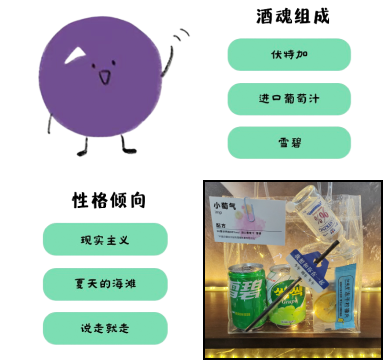 酒魂组成
伏特加
进口葡萄汁
雪碧
性格倾向
现实主义
夏天的海滩
说走就走
小萄气
配方
雪碧